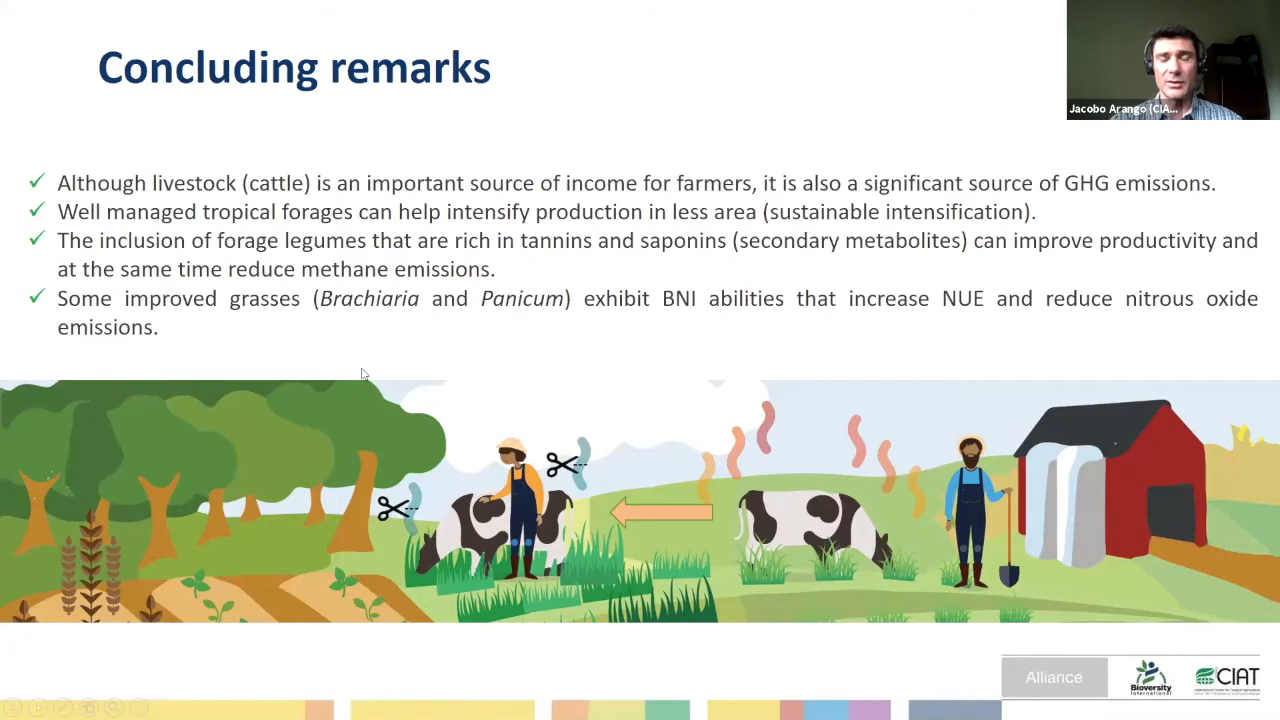 Concluding remarks
Jacobo Arango (CIA...
✓ Although livestock (cattle) is an important source of income for farmers, it is also a significant source of GHG emissions.
✓ Well managed tropical forages can help intensify production in less area (sustainable intensification).
✓ The inclusion of forage legumes that are rich in tannins and saponins (secondary metabolites) can improve productivity and
at the same time reduce methane emissions.
✓ Some improved grasses (Brachiaria and Panicum) exhibit BNI abilities that increase NUE and reduce nitrous oxide
emissions.
Alliance
Bioversity
International
CIAT